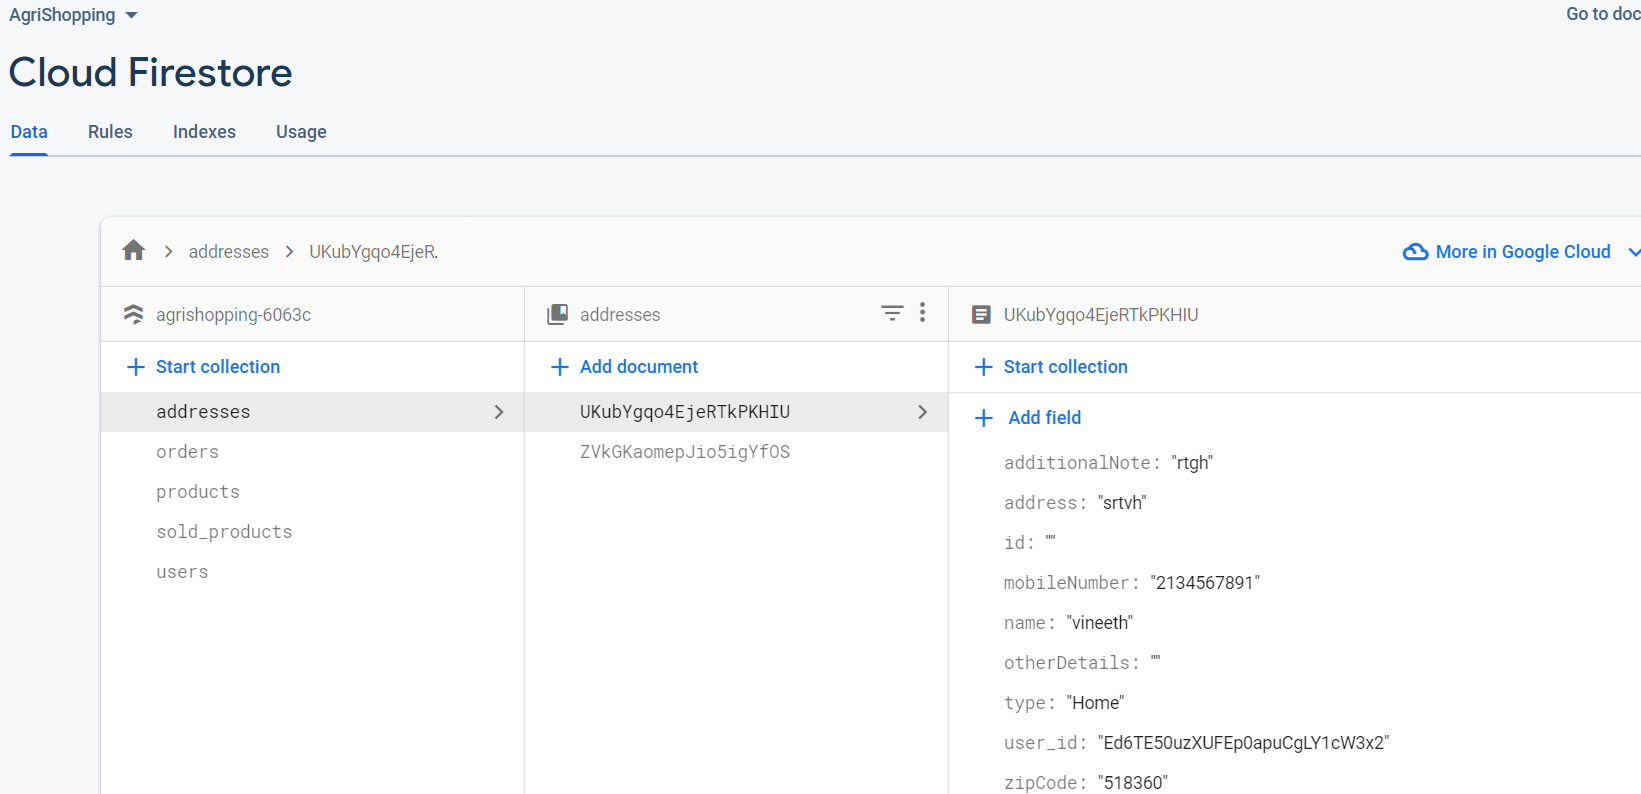 AgriShopping
Go to doc
Cloud Firestore
Data Rules Indexes Usage
addresses UKubYgqo4EjeR.
More in Google Cloud
agrishopping-6063c
addresses
UKubYgqo4EjeRTkPKHIU
Start collection
addresses
orders
products
sold_products
users
Add document
UKubYgqo4EjeRTkPKHIU
ZVkGKaomepJio5igYfOS
Start collection
Add field
additionalNote: "rtgh"
address: "srtvh"
id: ""
mobileNumber: "2134567891"
name: "vineeth"
otherDetails: ""
type: "Home"
user_id: "Ed6TE50uzXUFEp0apuCgLY1cW3x2"
zipCode: "518360"